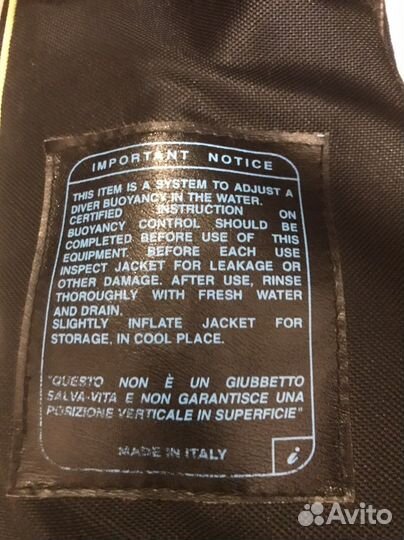 IMPORTANT NOTICE
THIS ITEM IS A SYSTEM TO ADJUST A
DIVER BUOYANCY IN THE WATER.
CERTIFIED INSTRUCTION ON
BUOYANCY CONTROL SHOULD BE
COMPLETED BEFORE USE OF THIS
EQUIPMENT. BEFORE EACH USE
INSPECT JACKET FOR LEAKAGE OR
OTHER DAMAGE. AFTER USE, RINSE
THOROUGHLY WITH FRESH WATER
AND DRAIN.
SLIGHTLY INFLATE JACKET FOR
STORAGE, IN COOL PLACE.
"QUESTO NON È UN GIUBBETTO
SALVA-VITA E NON GARANTISCE UNA
POSIZIONE VERTICALE IN SUPERFICIE"
MADE IN ITALY
i
Avito